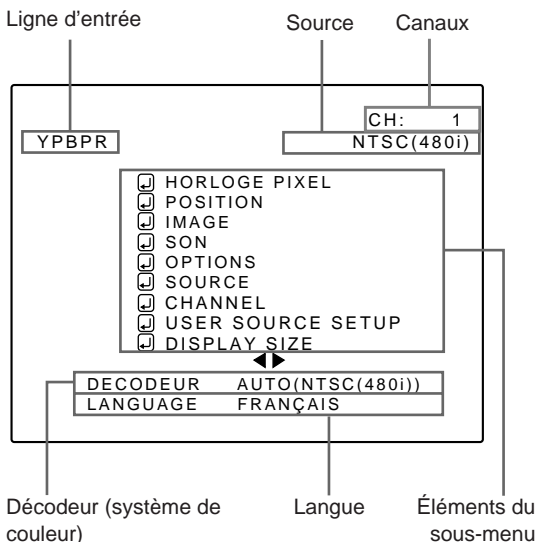 Ligne d’entrée
Source
Canaux
CH: 1
YPBPR
NTSC(480i)
HORLOGE PIXEL
POSITION
IMAGE
SON
OPTIONS
SOURCE
CHANNEL
USER SOURCE SETUP
DISPLAY SIZE
DECODEUR AUTO(NTSC(480i))
LANGUAGE FRANÇAIS
Décodeur (système de
couleur)
Langue
Éléments du
sous-menu